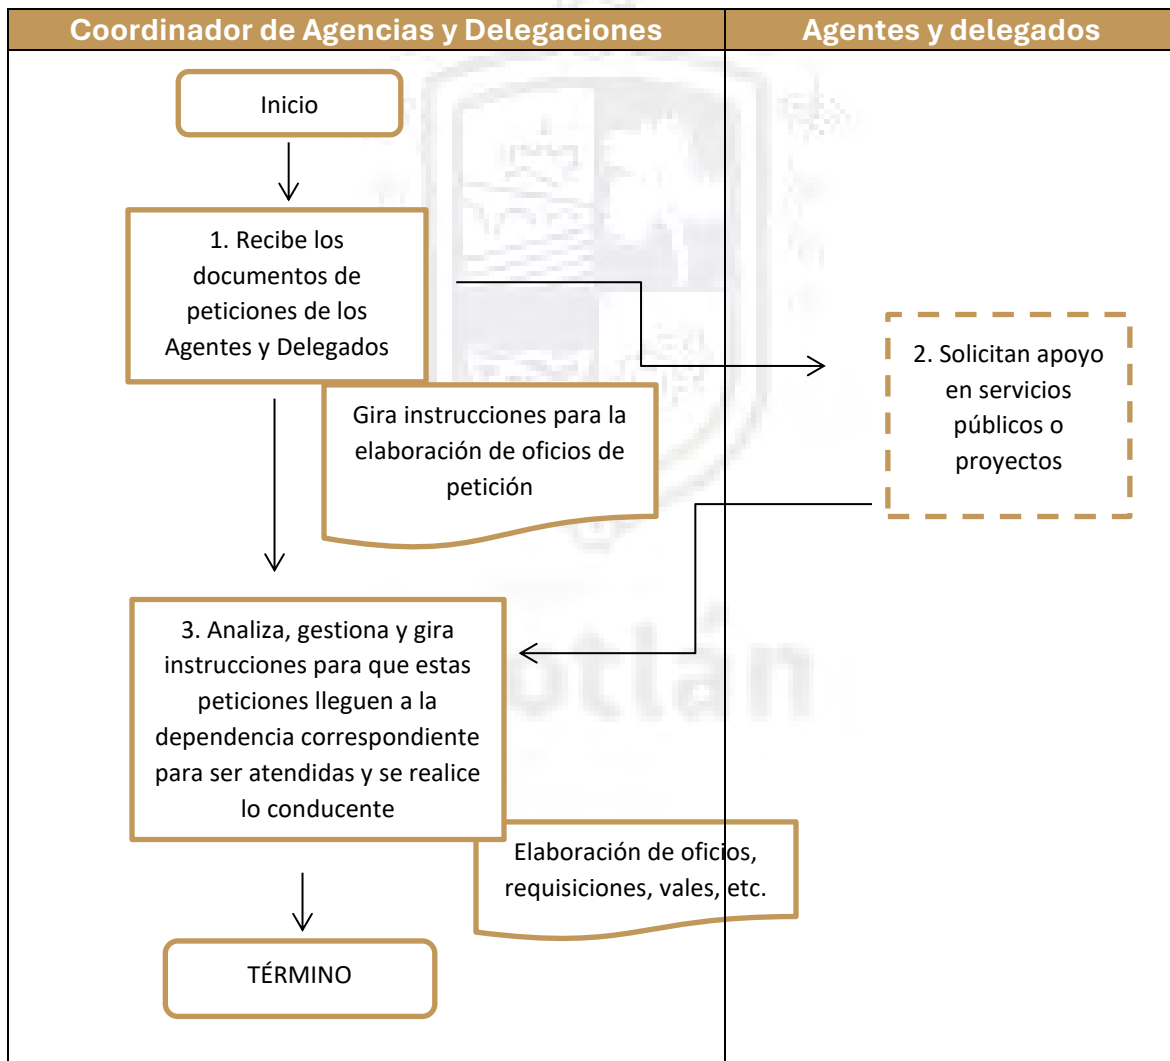 Coordinador de Agencias y Delegaciones
Agentes y delegados
Inicio
1. Recibe los
documentos de
peticiones de los
Agentes y Delegados
Gira instrucciones para la
elaboración de oficios de
petición
2. Solicitan apoyo
en servicios
públicos o
proyectos
3. Analiza, gestiona y gira
instrucciones para que estas
peticiones lleguen a la
dependencia correspondiente
para ser atendidas y se realice
lo conducente
Elaboración de oficios,
requisiciones, vales, etc.
TÉRMINO